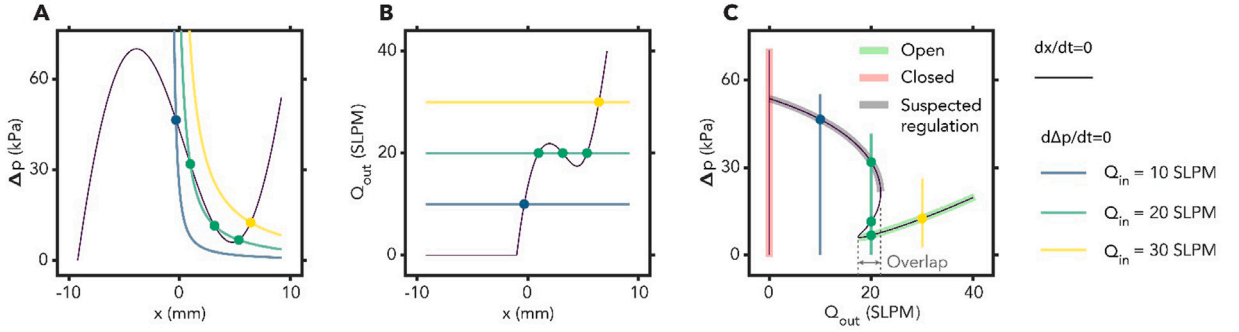 A
Δp (kPa)
60
30
0
-10
0
10
x (mm)
B
Q_out (SLPM)
40
20
0
-10
0
10
x (mm)
C
Δp (kPa)
60
30
0
Open
Closed
Suspected
regulation
Overlap
0
20
40
Q_out (SLPM)
dx/dt=0
dΔp/dt=0
Q_in = 10 SLPM
Q_in = 20 SLPM
Q_in = 30 SLPM